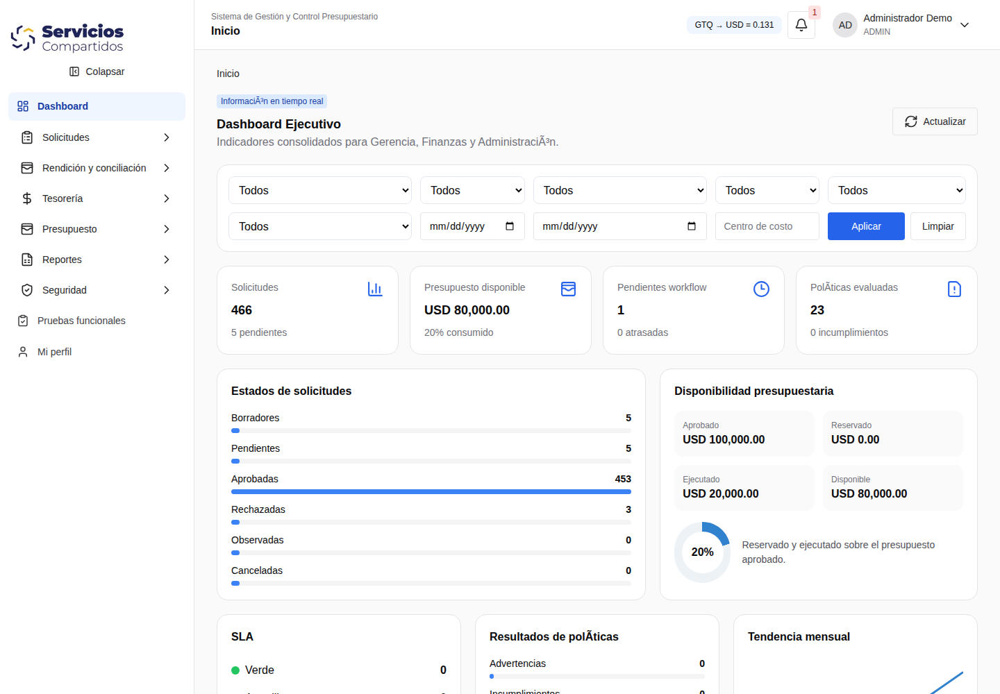 Servicios
Compartidos
Colapsar
Dashboard
Solicitudes
Rendición y conciliación
Tesorería
Presupuesto
Reportes
Seguridad
Pruebas funcionales
Mi perfil
Sistema de Gestión y Control Presupuestario
Inicio
GTQ → USD = 0.131
1
AD
Administrador Demo
ADMIN
Inicio
InformaciÃ³n en tiempo real
Dashboard Ejecutivo
Indicadores consolidados para Gerencia, Finanzas y AdministraciÃ³n.
Actualizar
Todos Todos Todos Todos Todos
Todos mm/dd/yyyy mm/dd/yyyy Centro de costo Aplicar Limpiar
Solicitudes
466
5 pendientes
Presupuesto disponible
USD 80,000.00
20% consumido
Pendientes workflow
1
0 atrasadas
PolÃticas evaluadas
23
0 incumplimientos
Estados de solicitudes
Borradores 5
Pendientes 5
Aprobadas 453
Rechazadas 3
Observadas 0
Canceladas 0
Disponibilidad presupuestaria
Aprobado
USD 100,000.00
Reservado
USD 0.00
Ejecutado
USD 20,000.00
Disponible
USD 80,000.00
20%
Reservado y ejecutado sobre el presupuesto
aprobado.
SLA
Verde 0
Resultados de polÃticas
Advertencias 0
Incumplimientos 0
Tendencia mensual